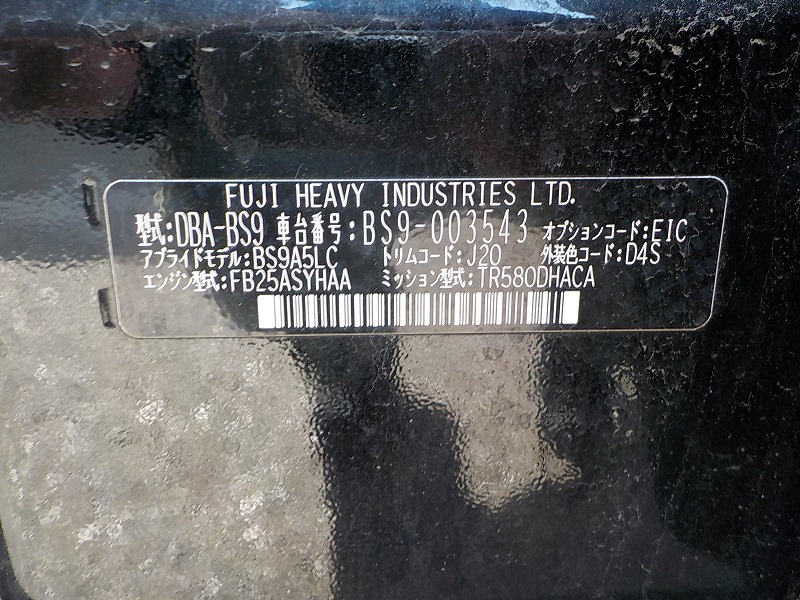 FUJI HEAVY INDUSTRIES LTD.
型式:DBA-BS9 車台番号:BS9-003543 オプションコード:EIC
アプライドモデル:BS9A5LC トリムコード:J20 外装色コード:D4S
エンジン型式:FB25ASYHAA ミッション型式:TR580DHACA